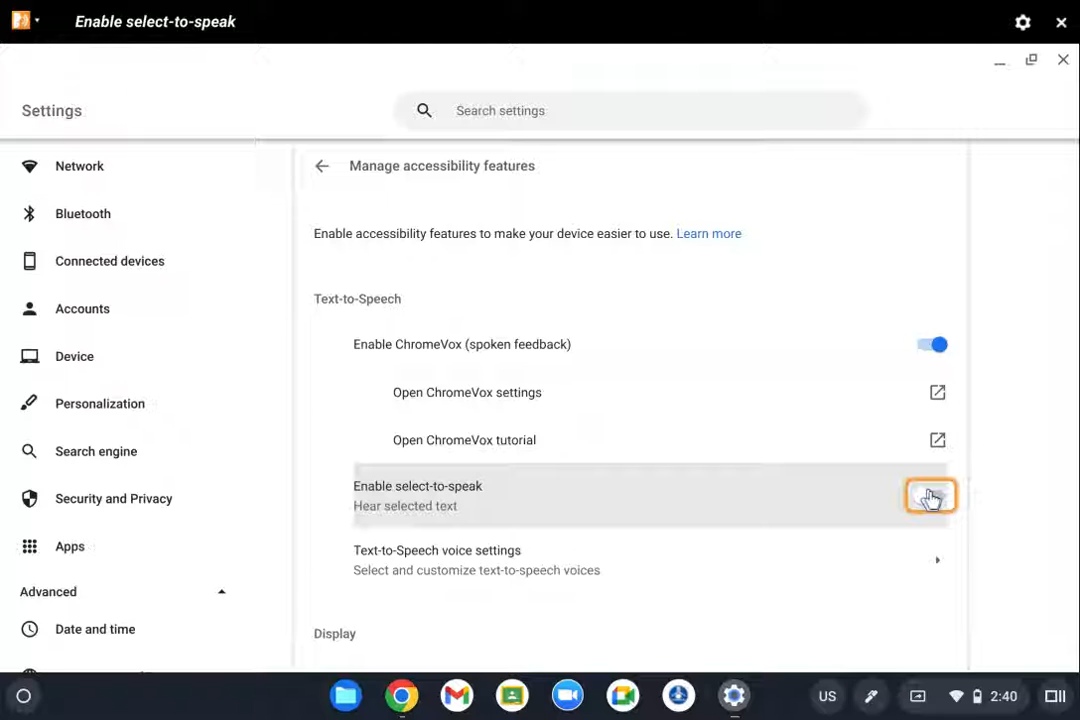 Enable select-to-speak
Settings
Search settings
Network
Bluetooth
Connected devices
Accounts
Device
Personalization
Search engine
Security and Privacy
Apps
Advanced
Date and time
Manage accessibility features
Enable accessibility features to make your device easier to use. Learn more
Text-to-Speech
Enable ChromeVox (spoken feedback)
Open ChromeVox settings
Open ChromeVox tutorial
Enable select-to-speak
Hear selected text
Text-to-Speech voice settings
Select and customize text-to-speech voices
Display
US
2:40